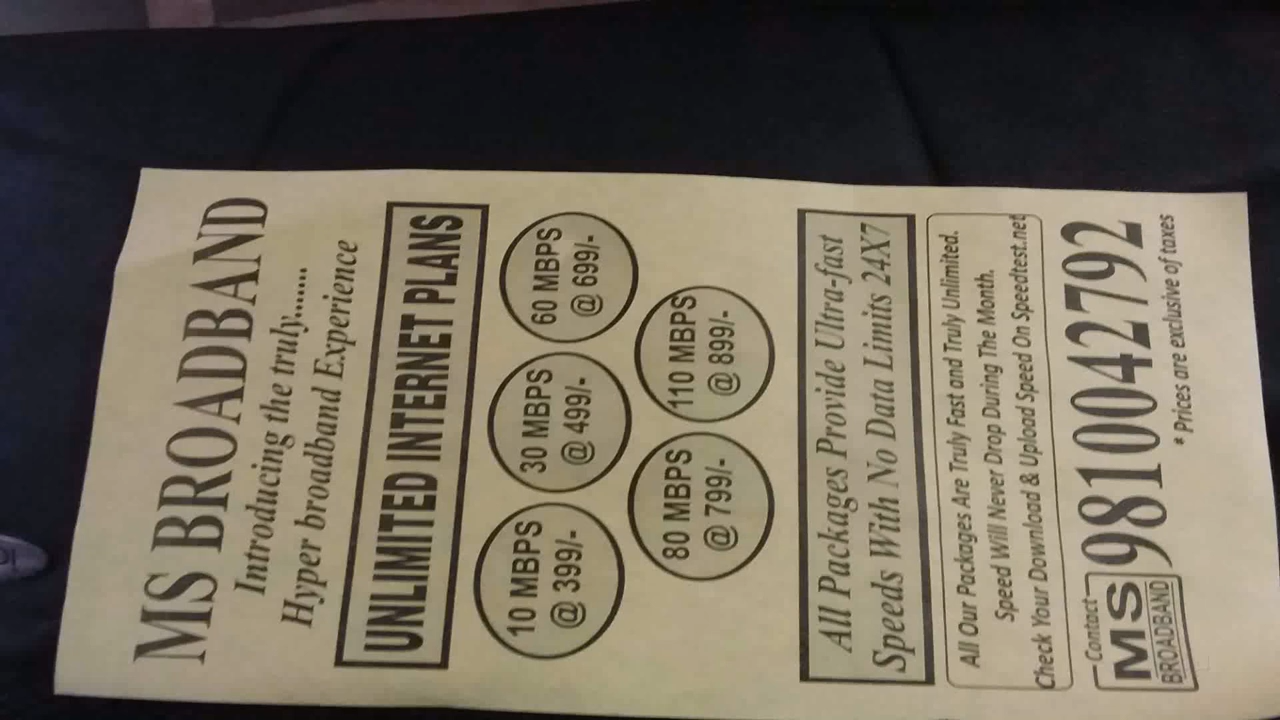 MS BROADBAND
Introducing the truly......
Hyper broadband Experience
UNLIMITED INTERNET PLANS
10 MBPS
@ 399/-
30 MBPS
@ 499/-
60 MBPS
@ 699/-
80 MBPS
@ 799/-
110 MBPS
@ 899/-
All Packages Provide Ultra-fast
Speeds With No Data Limits 24X7
All Our Packages Are Truly Fast and Truly Unlimited.
Speed Will Never Drop During The Month.
Check Your Download & Upload Speed On Speedtest.net
Contact
MS
BROADBAND
9810042792
* Prices are exclusive of taxes